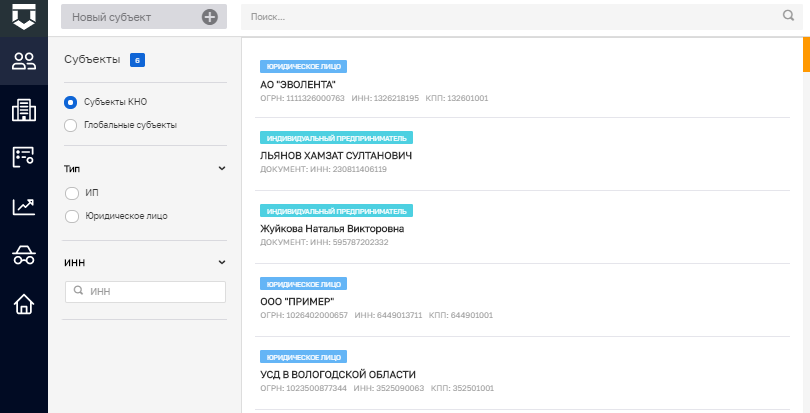 Новый субъект
Поиск...
Субъекты 6
Субъекты КНО
Глобальные субъекты
Тип
ИП
Юридическое лицо
ИНН
ИНН
ЮРИДИЧЕСКОЕ ЛИЦО
АО "ЭВОЛЕНТА"
ОГРН: 1111326000763 ИНН: 1326218195 КПП: 132601001
ИНДИВИДУАЛЬНЫЙ ПРЕДПРИНИМАТЕЛЬ
ЛЬЯНОВ ХАМЗАТ СУЛТАНОВИЧ
ДОКУМЕНТ: ИНН: 230811406119
ИНДИВИДУАЛЬНЫЙ ПРЕДПРИНИМАТЕЛЬ
Жуйкова Наталья Викторовна
ДОКУМЕНТ: ИНН: 595787202332
ЮРИДИЧЕСКОЕ ЛИЦО
ООО "ПРИМЕР"
ОГРН: 1026402000657 ИНН: 6449013711 КПП: 644901001
ЮРИДИЧЕСКОЕ ЛИЦО
УСД В ВОЛОГОДСКОЙ ОБЛАСТИ
ОГРН: 1023500877344 ИНН: 3525090063 КПП: 352501001